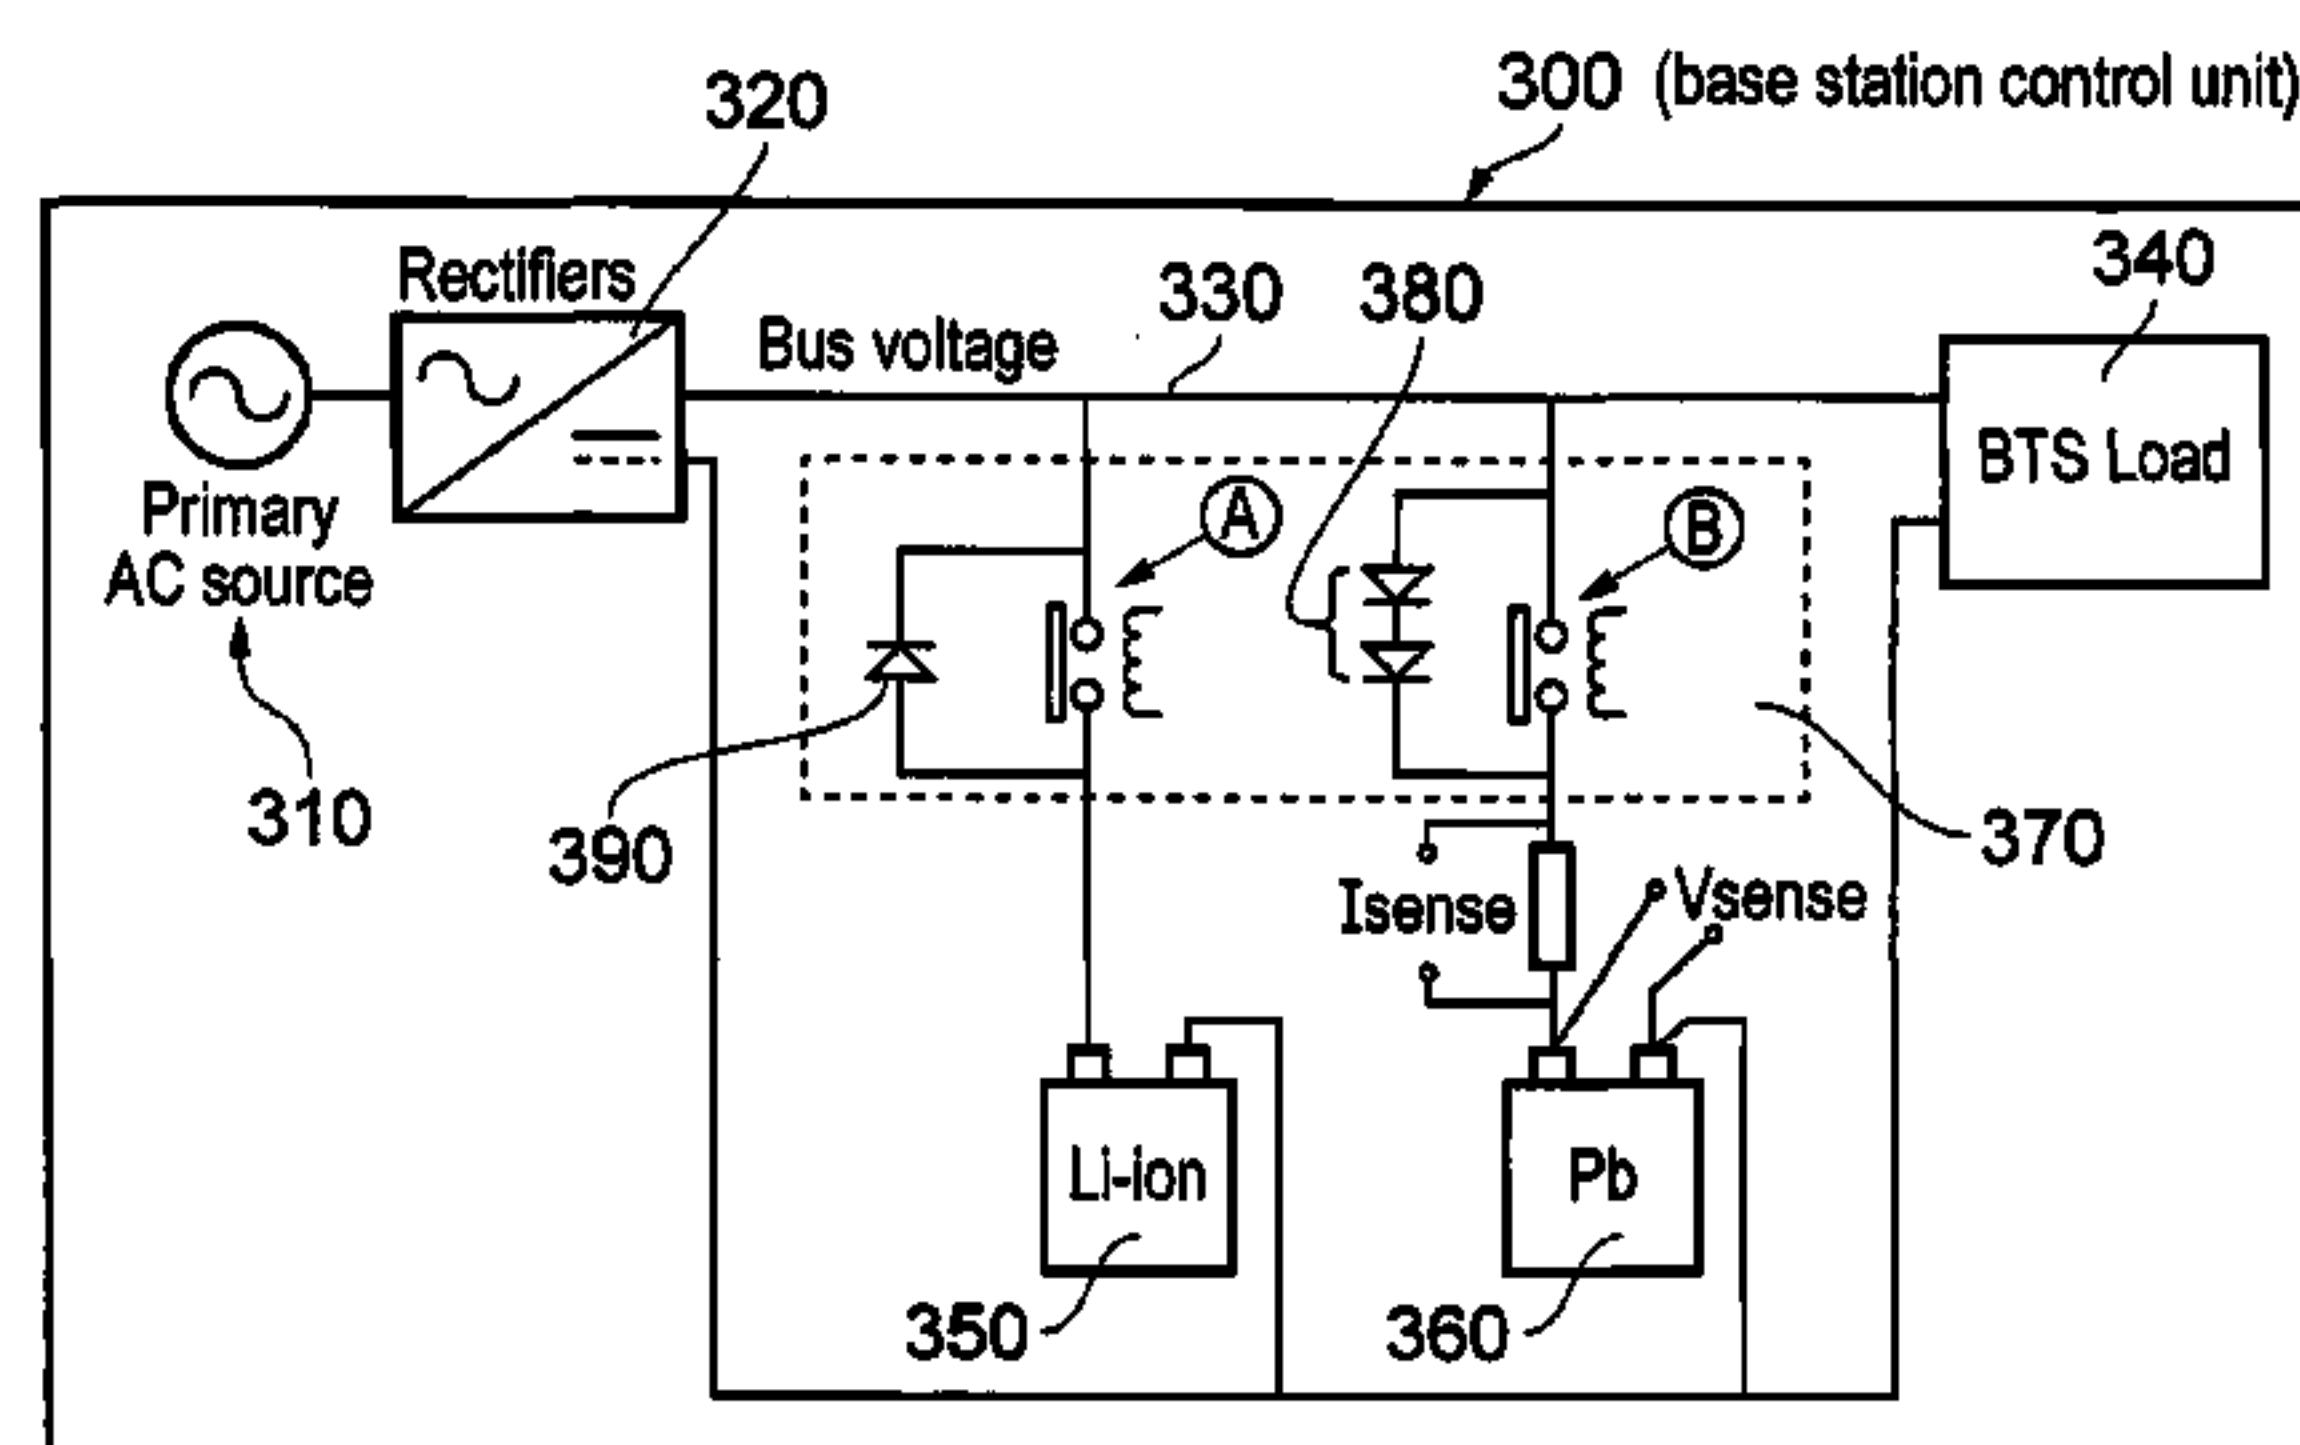 300 (base station control unit)
320
340
Rectifiers
330
380
Bus voltage
BTS Load
A
B
Primary
AC source
310
390
370
Isense
Vsense
Li-ion
Pb
350
360